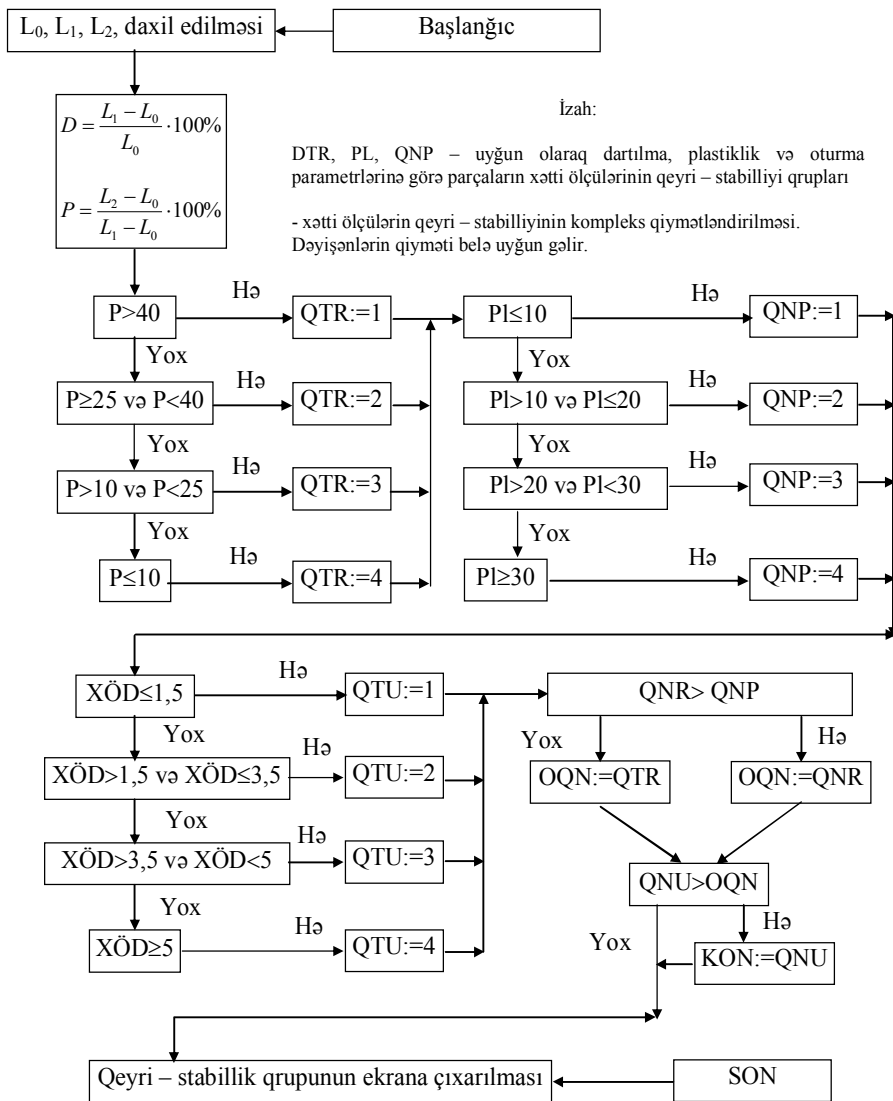 L₀, L₁, L₂, daxil edilməsi
Başlanğıc
D = (L₁ − L₀) / L₀ · 100%
P = (L₂ − L₀) / (L₁ − L₀) · 100%
İzah:
DTR, PL, QNP – uyğun olaraq dartılma, plastiklik və oturma
parametrlərinə görə parçaların xətti ölçülərinin qeyri – stabilliyi qrupları
- xətti ölçülərin qeyri – stabilliyinin kompleks qiymətləndirilməsi.
Dəyişənlərin qiyməti belə uyğun gəlir.
P>40
Hə
QTR:=1
Pl≤10
Hə
QNP:=1
Yox
Yox
P≥25 və P<40
Hə
QTR:=2
Pl>10 və Pl≤20
Hə
QNP:=2
Yox
Yox
P>10 və P<25
Hə
QTR:=3
Pl>20 və Pl<30
Hə
QNP:=3
Yox
Yox
P≤10
Hə
QTR:=4
Pl≥30
Hə
QNP:=4
XÖD≤1,5
Hə
QTU:=1
QNR> QNP
Yox
Yox
Hə
XÖD>1,5 və XÖD≤3,5
Hə
QTU:=2
OQN:=QTR
OQN:=QNR
Yox
XÖD>3,5 və XÖD<5
Hə
QTU:=3
QNU>OQN
Yox
Hə
XÖD≥5
Hə
QTU:=4
Yox
KON:=QNU
Qeyri – stabillik qrupunun ekrana çıxarılması
SON